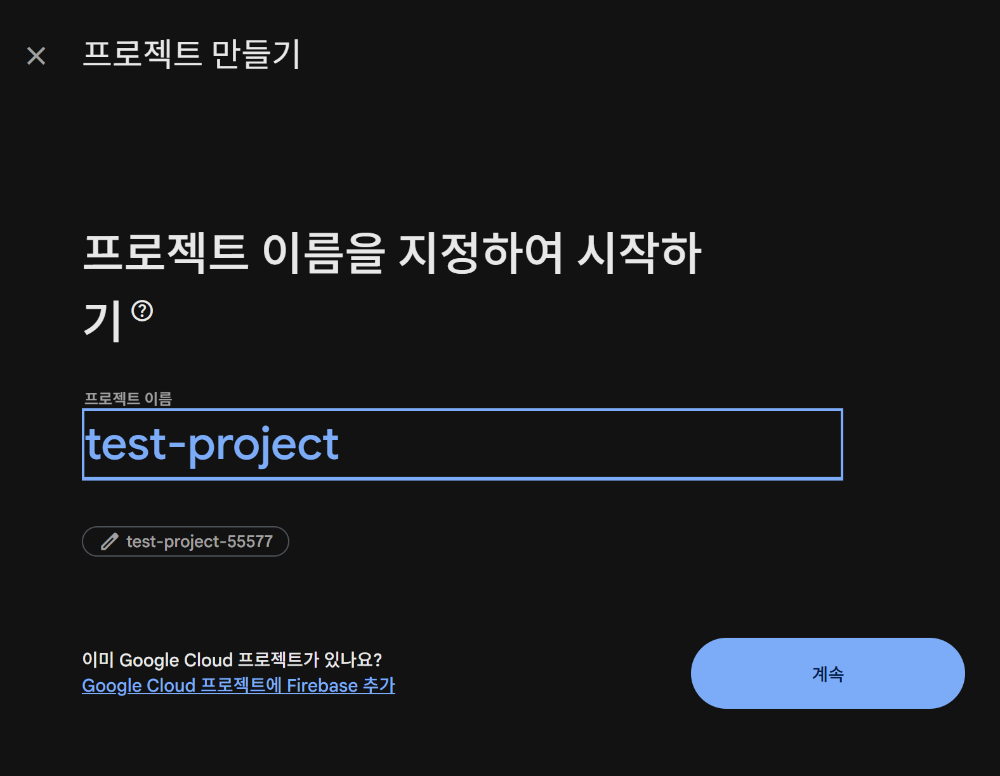 프로젝트 만들기
프로젝트 이름을 지정하여 시작하
기
프로젝트 이름
test-project
test-project-55577
이미 Google Cloud 프로젝트가 있나요?
Google Cloud 프로젝트에 Firebase 추가
계속